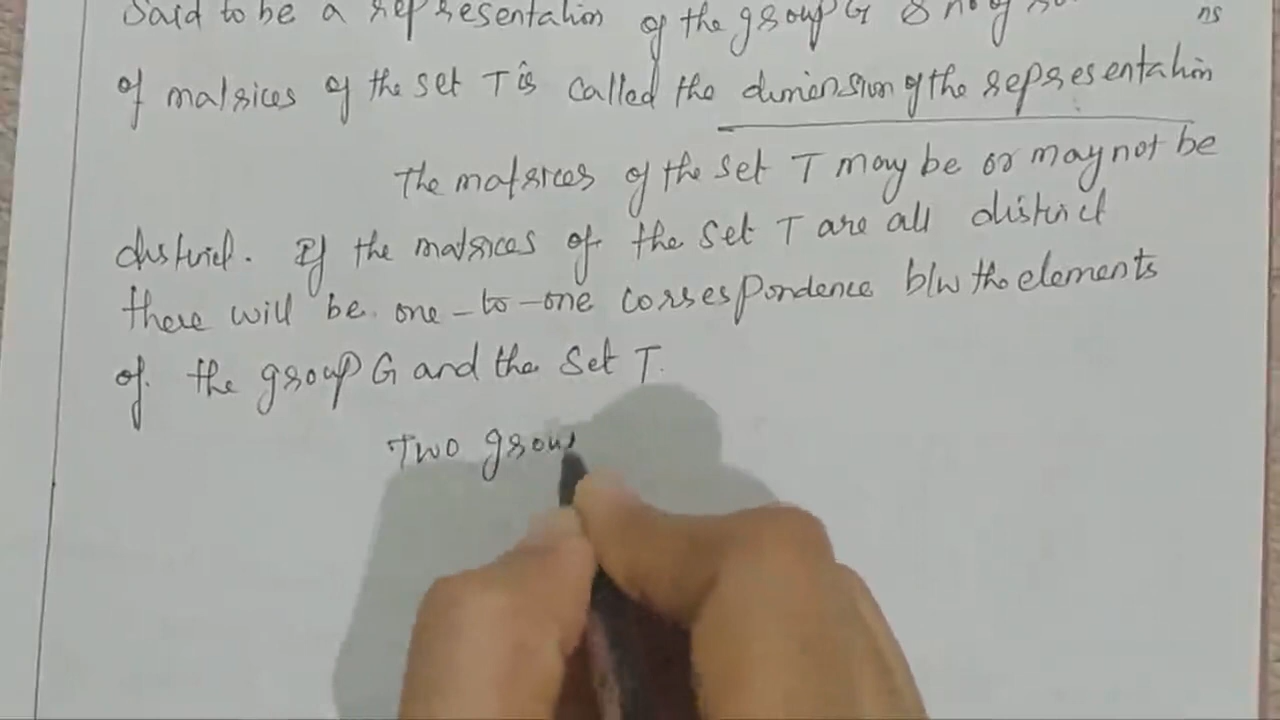 Said to be a representation of the group G & no of
ns
of matrices of the set T is called the dimension of the representation
The matrices of the set T may be or may not be
distinct. If the matrices of the set T are all distinct
there will be one-to-one correspondence b/w the elements
of the group G and the set T.
Two grou